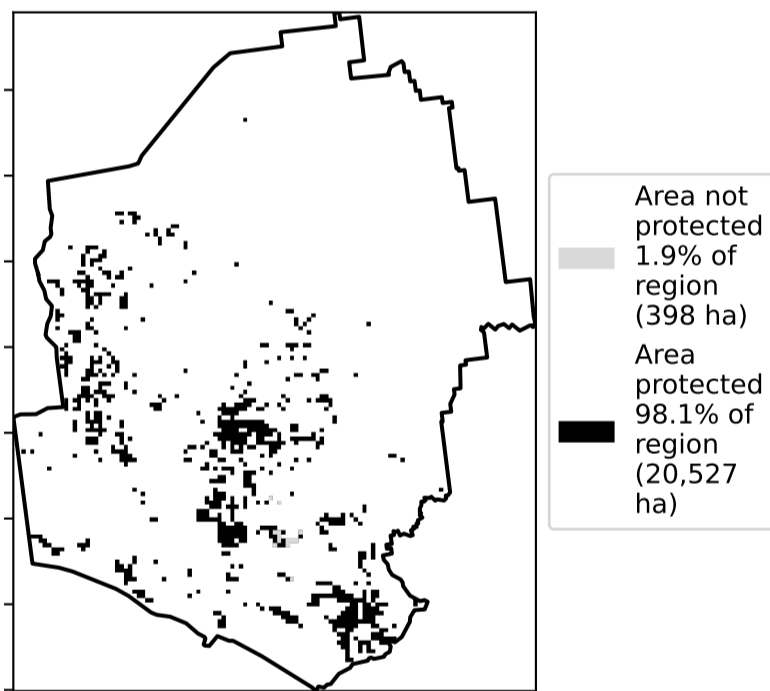 Area not
protected
1.9% of
region
(398 ha)
Area
protected
98.1% of
region
(20,527
ha)